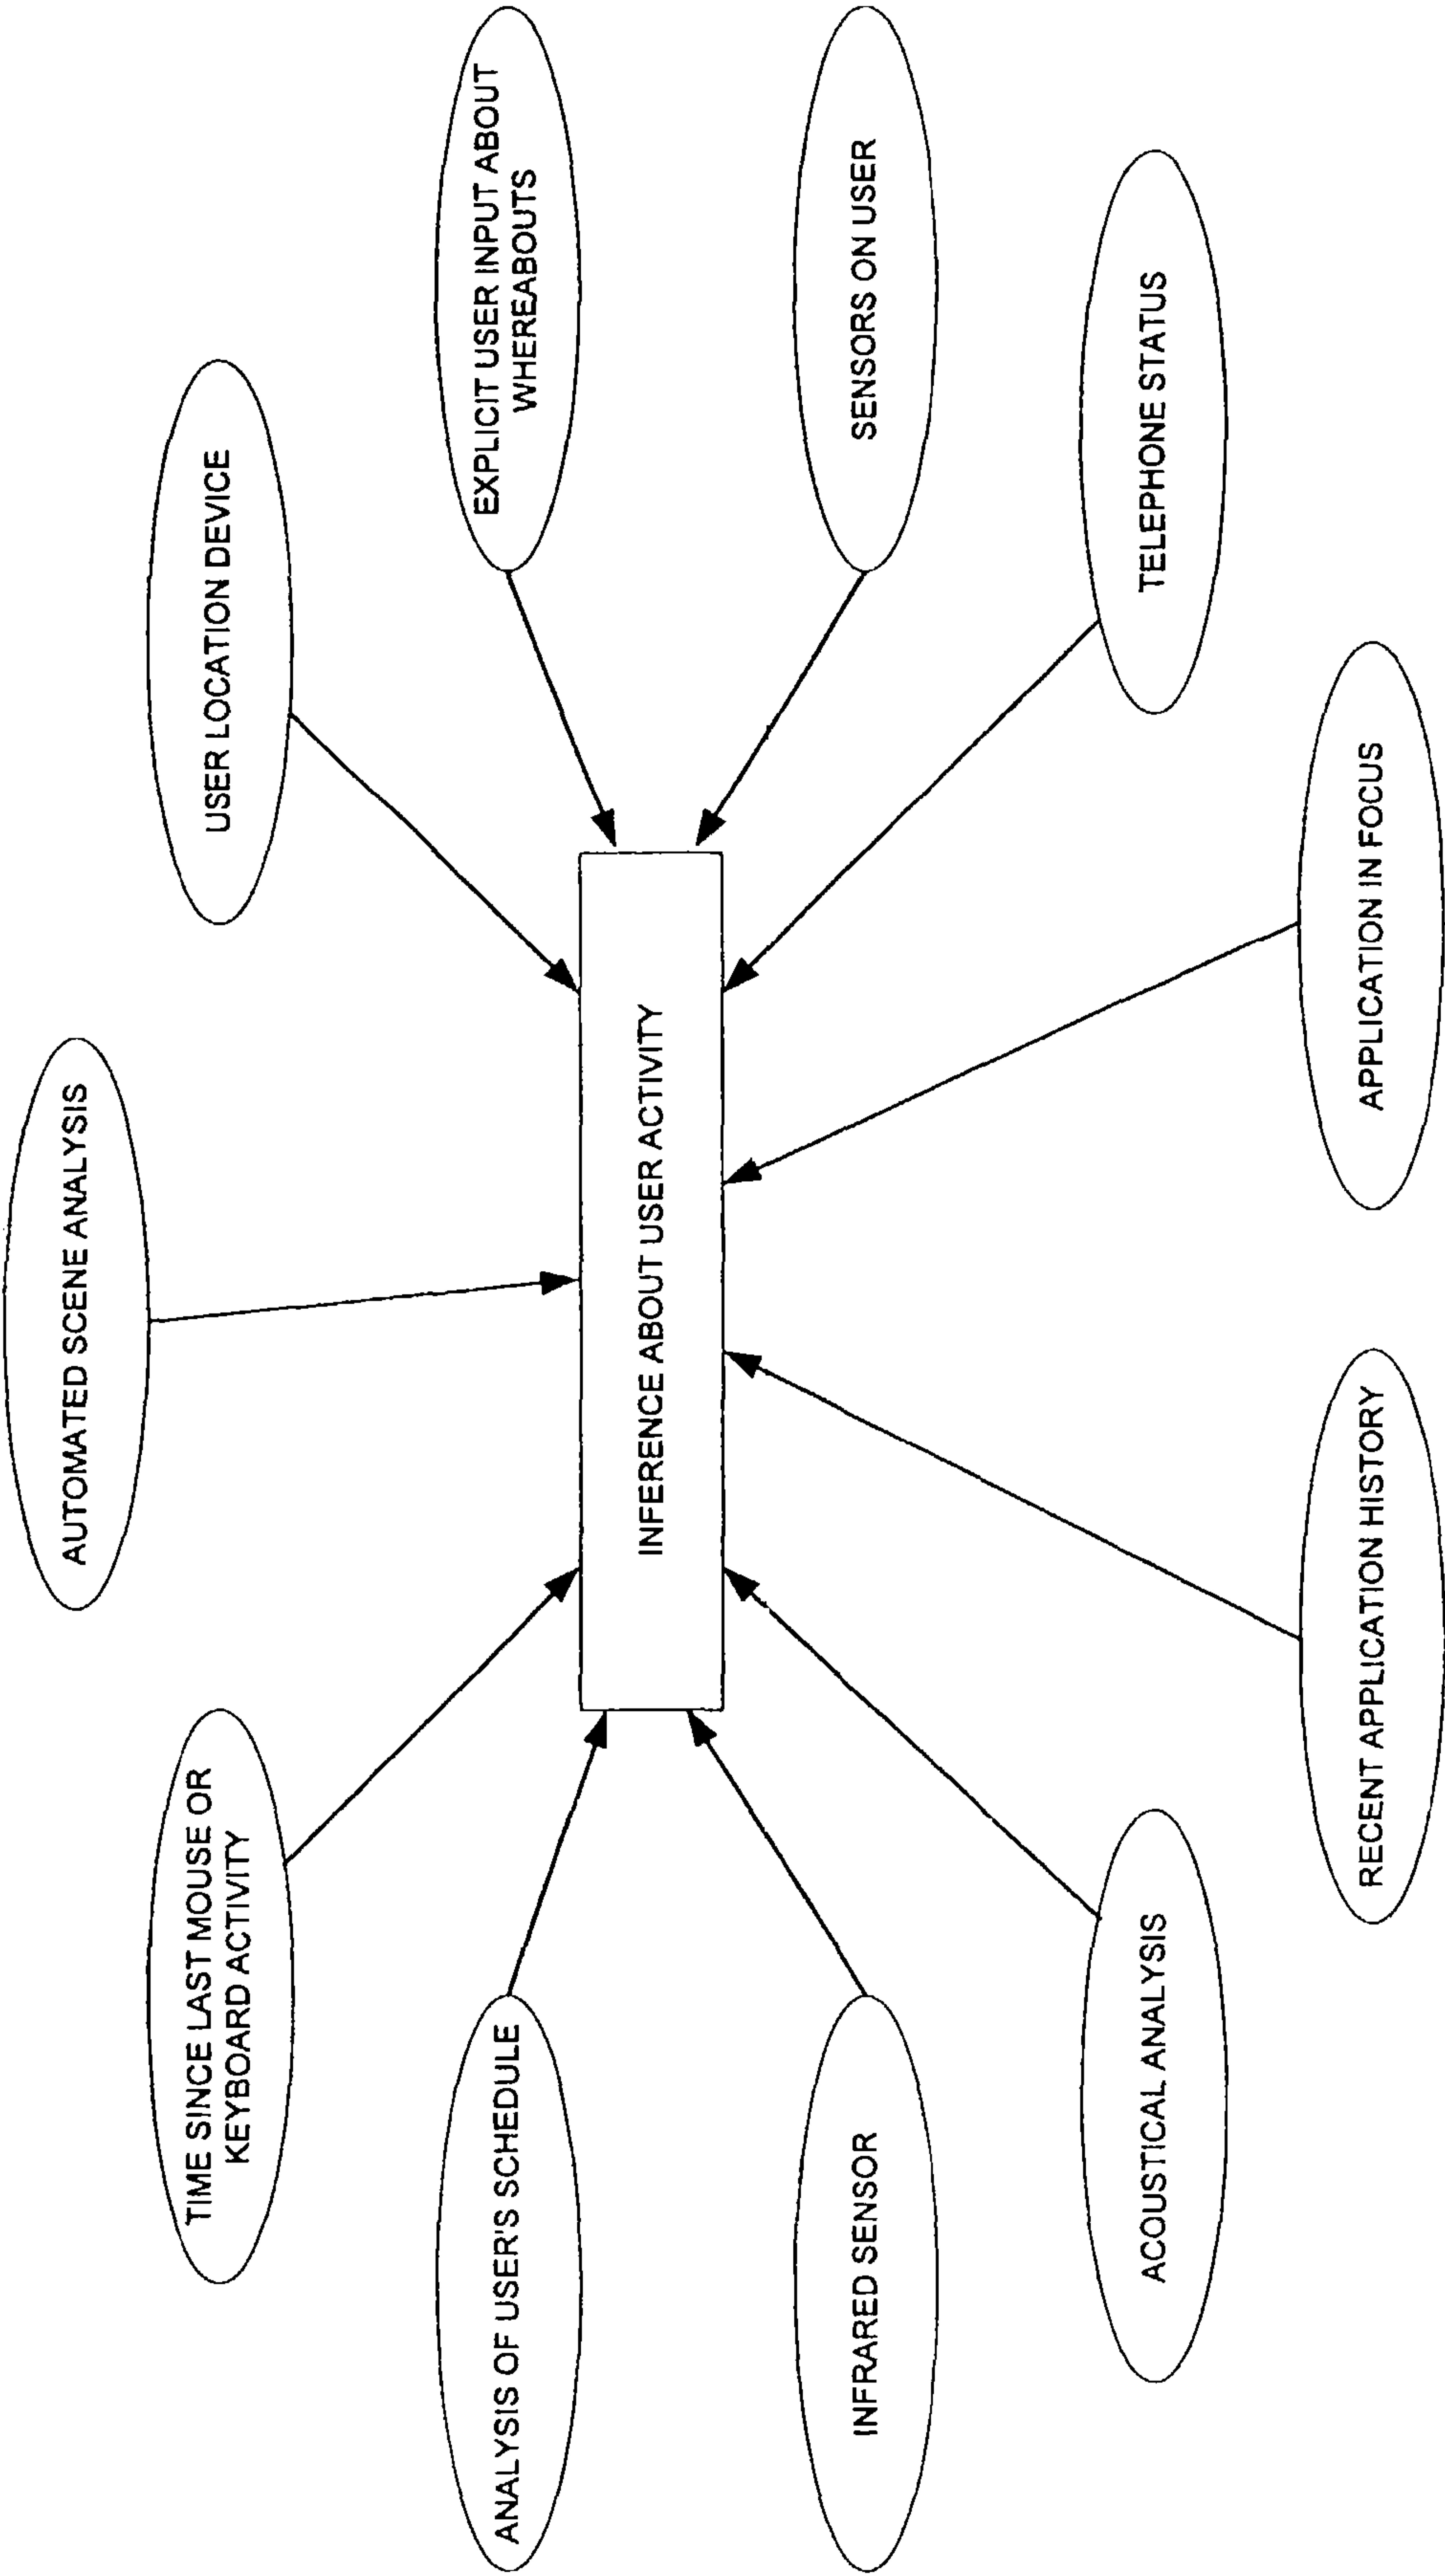 AUTOMATED SCENE ANALYSIS
TIME SINCE LAST MOUSE OR
KEYBOARD ACTIVITY
USER LOCATION DEVICE
ANALYSIS OF USER'S SCHEDULE
EXPLICIT USER INPUT ABOUT
WHEREABOUTS
INFERENCE ABOUT USER ACTIVITY
INFRARED SENSOR
SENSORS ON USER
ACOUSTICAL ANALYSIS
TELEPHONE STATUS
RECENT APPLICATION HISTORY
APPLICATION IN FOCUS